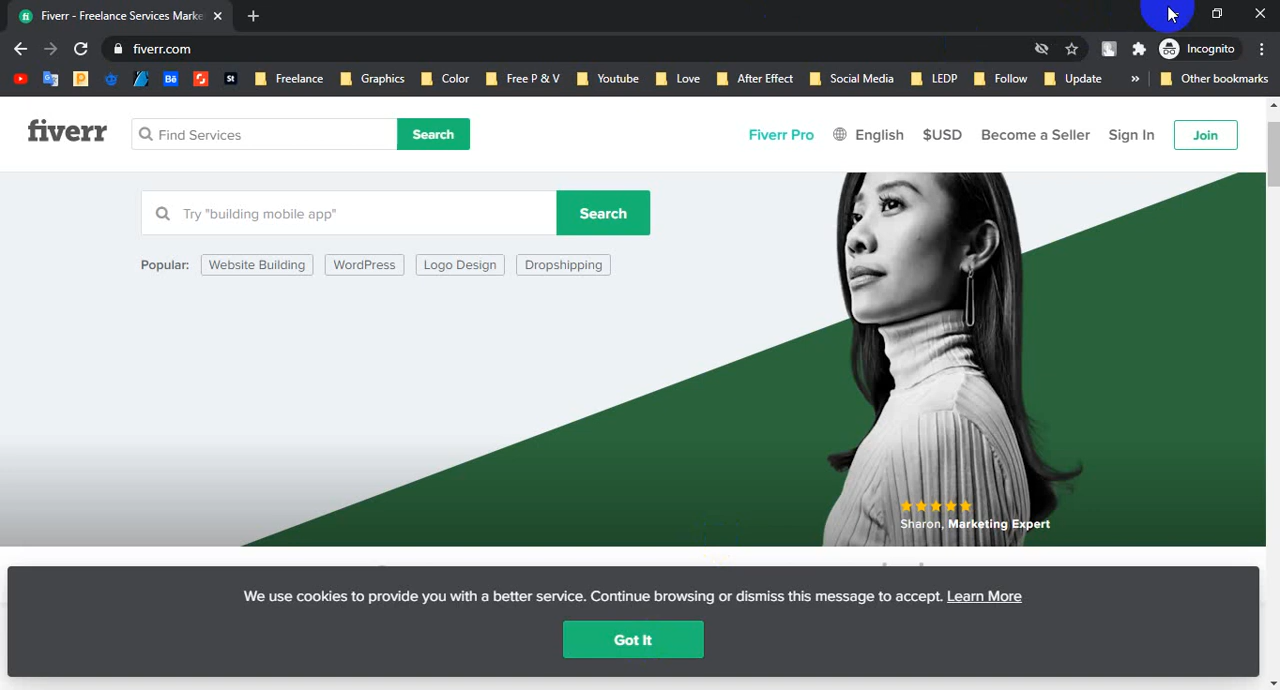 fi Fiverr - Freelance Services Marke
fiverr.com
Incognito
Bē St Freelance Graphics Color Free P & V Youtube Love After Effect Social Media LEDP Follow Update » Other bookmarks
fiverr Find Services Search Fiverr Pro English $USD Become a Seller Sign In Join
Try "building mobile app" Search
Popular: Website Building WordPress Logo Design Dropshipping
Sharon, Marketing Expert
We use cookies to provide you with a better service. Continue browsing or dismiss this message to accept. Learn More
Got It